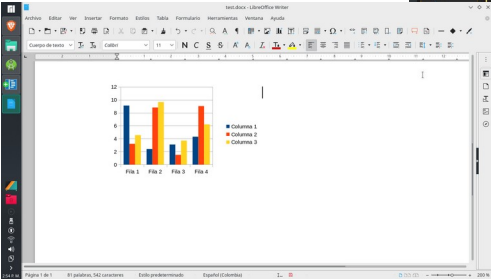 test.docx - LibreOffice Writer
Archivo Editar Ver Insertar Formato Estilos Tabla Formulario Herramientas Ventana Ayuda
Cuerpo de texto Calibri 11 N C S S
12
10
8
6
4
2
0
Fila 1 Fila 2 Fila 3 Fila 4
Columna 1
Columna 2
Columna 3
Página 1 de 1 81 palabras, 542 caracteres Estilo predeterminado Español (Colombia) 200 %